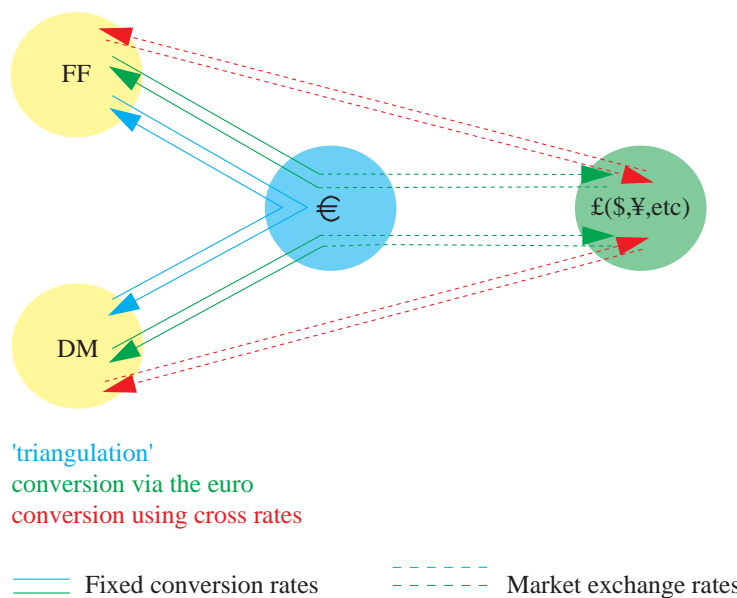 FF
€
£($,¥,etc)
DM
'triangulation'
conversion via the euro
conversion using cross rates
Fixed conversion rates
Market exchange rates